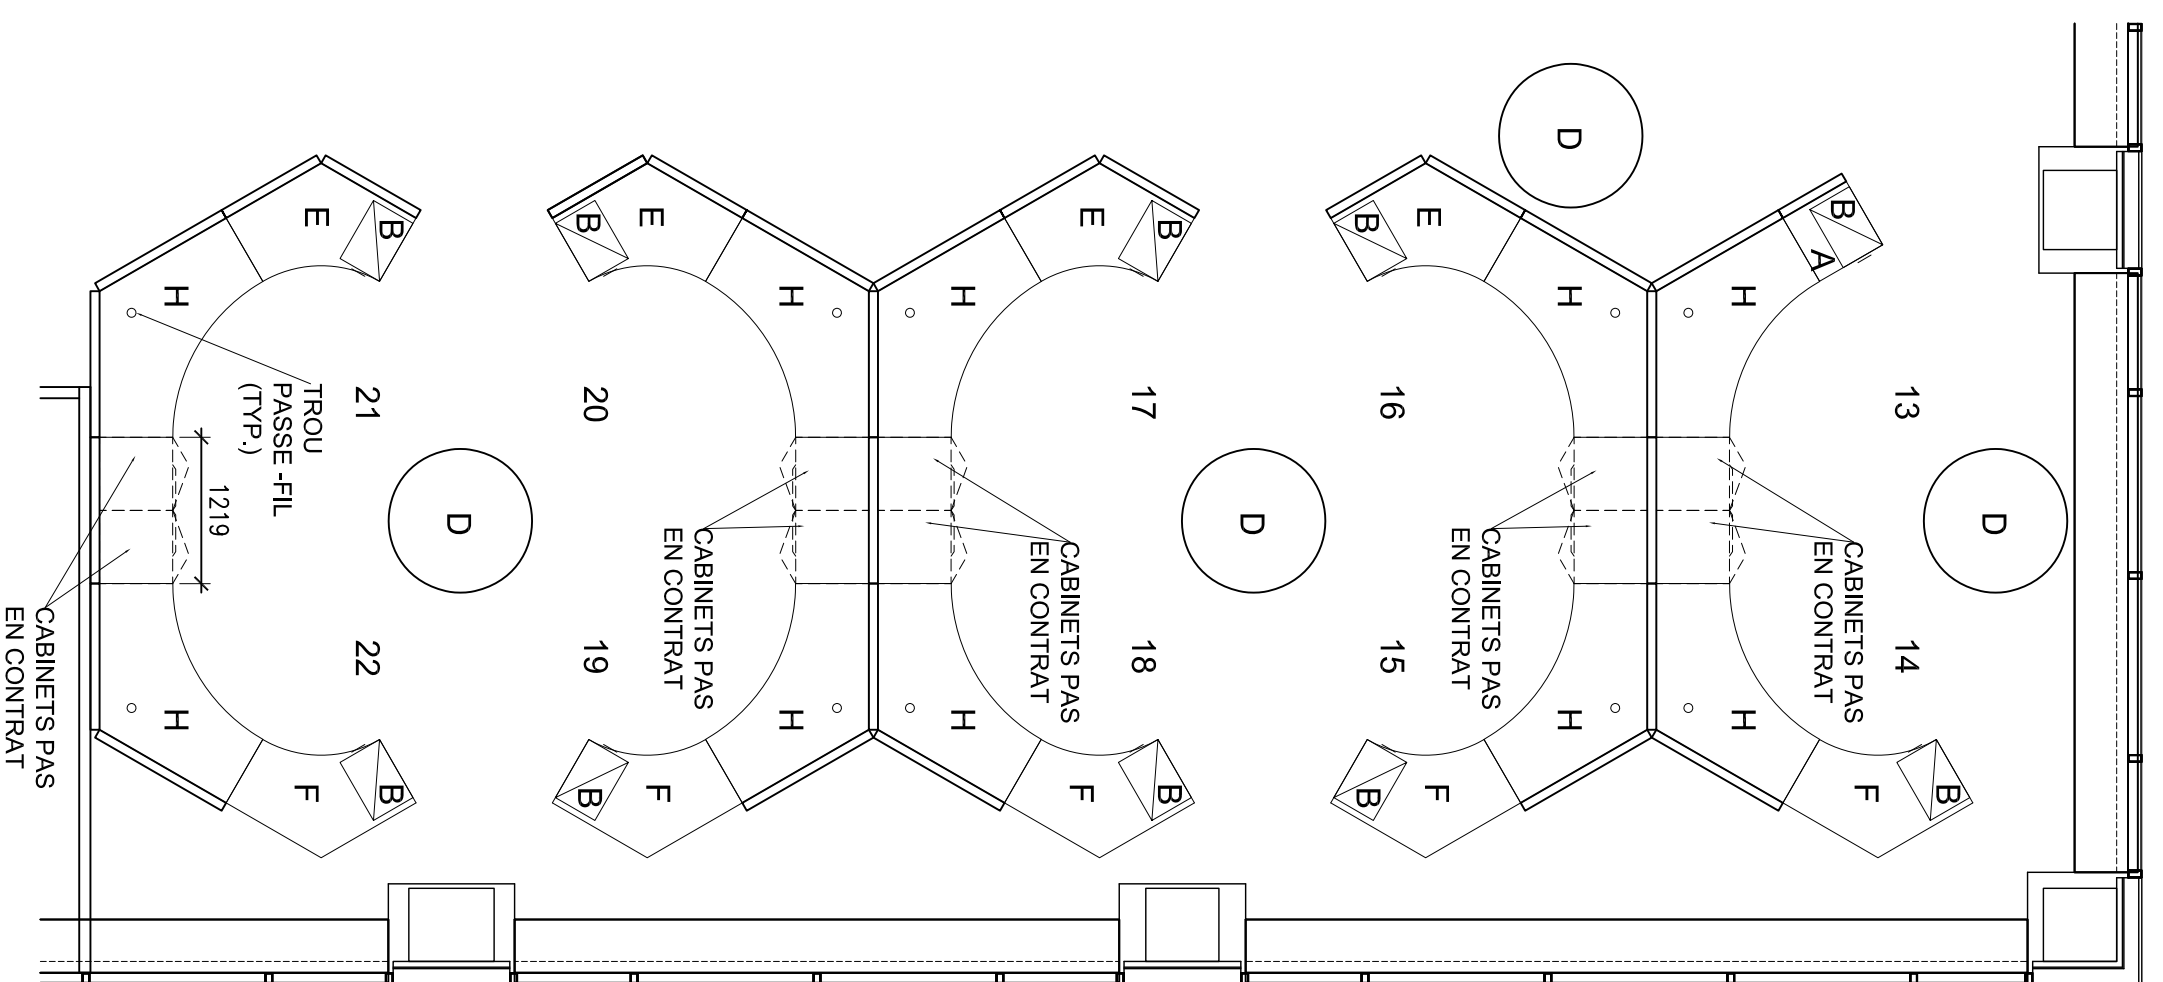 D
B
E
H
TROU
PASSE -FIL
(TYP.)
21
1219
CABINETS PAS
EN CONTRAT
22
H
F
B
D
B
E
H
20
CABINETS PAS
EN CONTRAT
19
H
F
B
B
E
H
17
CABINETS PAS
EN CONTRAT
18
H
F
B
D
B
E
H
16
CABINETS PAS
EN CONTRAT
15
H
F
B
B
A
H
13
CABINETS PAS
EN CONTRAT
14
H
F
B
D